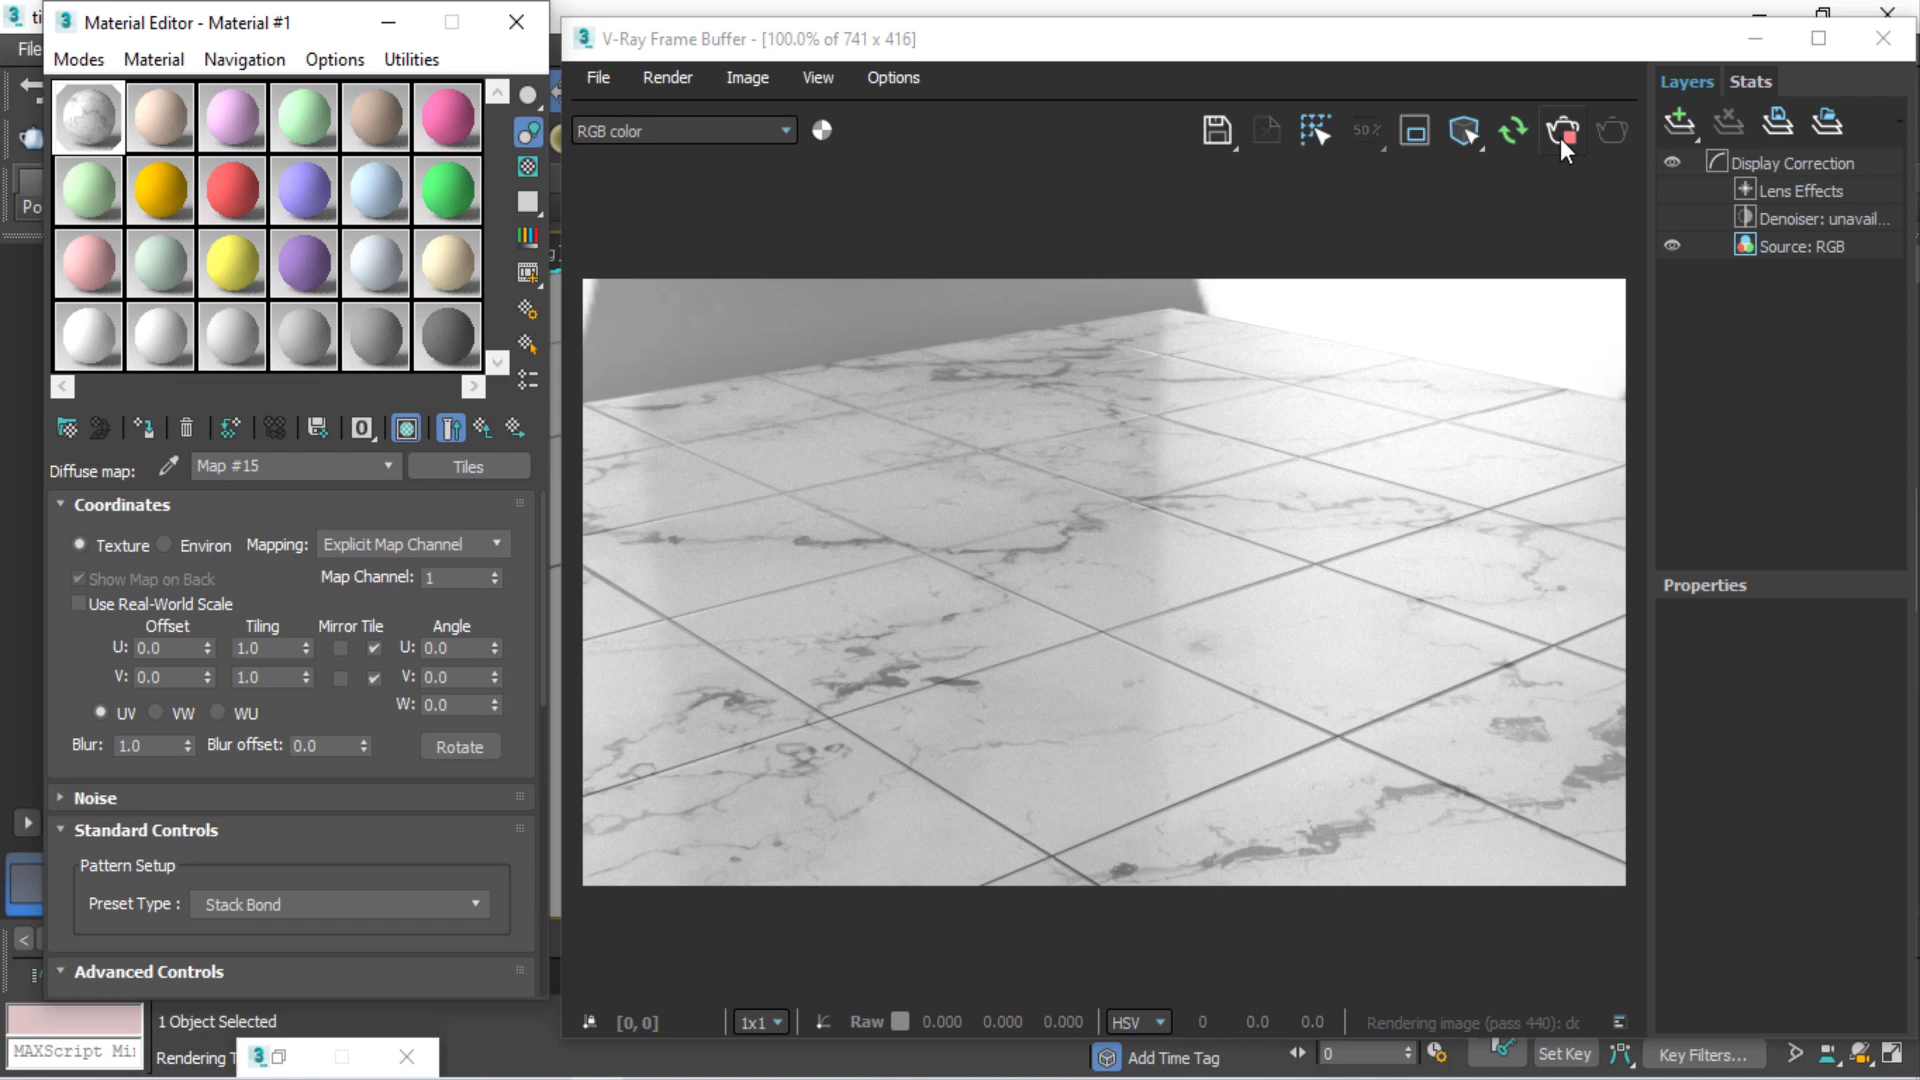 Material Editor - Material #1
Modes Material Navigation Options Utilities
Diffuse map: Map #15 Tiles
Coordinates
Texture Environ Mapping: Explicit Map Channel
Show Map on Back Map Channel: 1
Use Real-World Scale
Offset Tiling Mirror Tile Angle
U: 0.0 1.0 U: 0.0
V: 0.0 1.0 V: 0.0
W: 0.0
UV VW WU
Blur: 1.0 Blur offset: 0.0 Rotate
Noise
Standard Controls
Pattern Setup
Preset Type : Stack Bond
Advanced Controls
File
Po
1 Object Selected
MAXScript Mi
Rendering T
V-Ray Frame Buffer - [100.0% of 741 x 416]
File Render Image View Options
RGB color
50%
[0, 0] 1x1 Raw 0.000 0.000 0.000 HSV 0 0.0 0.0 Rendering image (pass 440): dc
Layers Stats
Display Correction
Lens Effects
Denoiser: unavail...
Source: RGB
Properties
Add Time Tag 0 Set Key Key Filters...